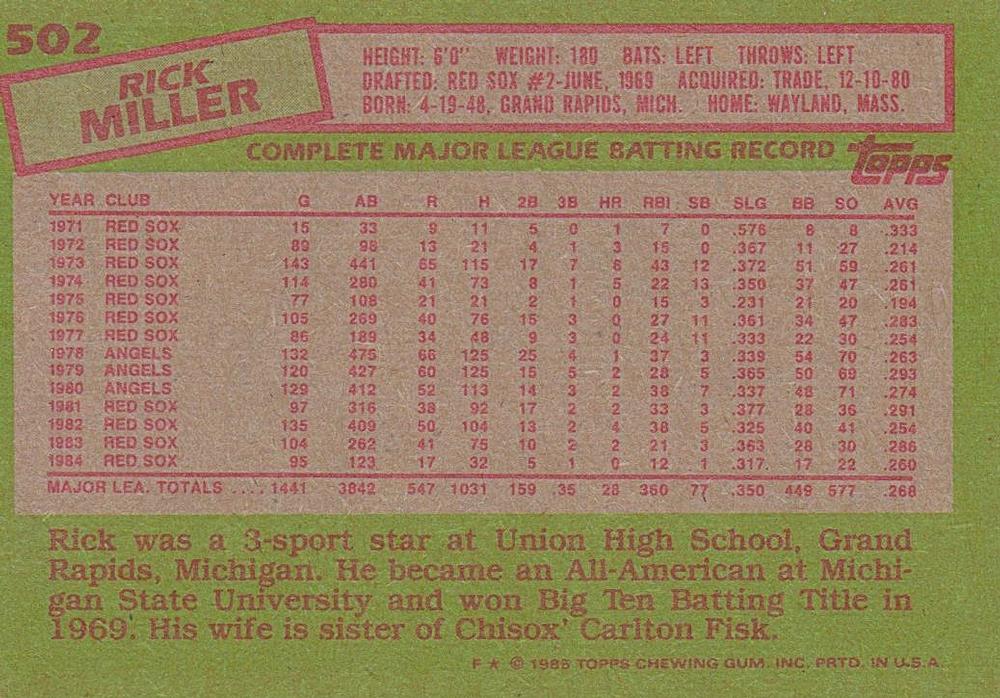 502
RICK
MILLER
HEIGHT: 6'0" WEIGHT: 180 BATS: LEFT THROWS: LEFT
DRAFTED: RED SOX #2-JUNE, 1969 ACQUIRED: TRADE, 12-10-80
BORN: 4-19-48, GRAND RAPIDS, MICH. HOME: WAYLAND, MASS.
COMPLETE MAJOR LEAGUE BATTING RECORD topps
YEAR CLUB G AB R H 2B 3B HR RBI SB SLG BB SO AVG
1971 RED SOX 15 33 9 11 5 0 1 7 0 .576 8 8 .333
1972 RED SOX 89 98 13 21 4 1 3 15 0 .367 11 27 .214
1973 RED SOX 143 441 65 115 17 7 6 43 12 .372 51 59 .261
1974 RED SOX 114 280 41 73 8 1 5 22 13 .350 37 47 .261
1975 RED SOX 77 108 21 21 2 1 0 15 3 .231 21 20 .194
1976 RED SOX 105 269 40 76 15 3 0 27 11 .361 34 47 .283
1977 RED SOX 86 189 34 48 9 3 0 24 11 .333 22 30 .254
1978 ANGELS 132 475 66 125 25 4 1 37 3 .339 54 70 .263
1979 ANGELS 120 427 60 125 15 5 2 28 5 .365 50 69 .293
1980 ANGELS 129 412 52 113 14 3 2 38 7 .337 48 71 .274
1981 RED SOX 97 316 38 92 17 2 2 33 3 .377 28 36 .291
1982 RED SOX 135 409 50 104 13 2 4 38 5 .325 40 41 .254
1983 RED SOX 104 262 41 75 10 2 2 21 3 .363 28 30 .286
1984 RED SOX 95 123 17 32 5 1 0 12 1 .317 17 22 .260
MAJOR LEA. TOTALS .... 1441 3842 547 1031 159 35 28 360 77 .350 449 577 .268
Rick was a 3-sport star at Union High School, Grand
Rapids, Michigan. He became an All-American at Michi-
gan State University and won Big Ten Batting Title in
1969. His wife is sister of Chisox' Carlton Fisk.
F ★ © 1985 TOPPS CHEWING GUM, INC. PRTD. IN U.S.A.